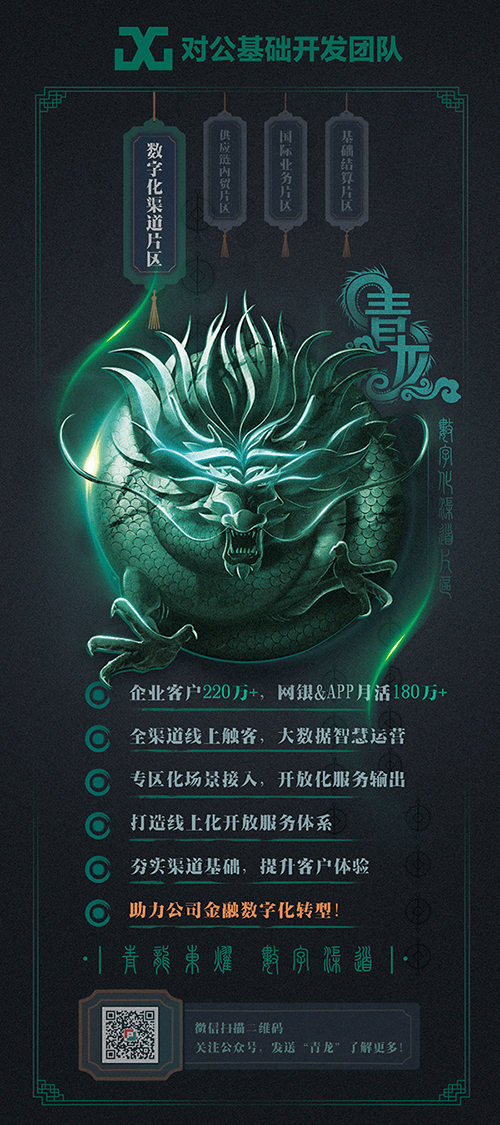 对公基础开发团队
数字化渠道片区
供应链内贸片区
国际业务片区
基础结算片区
青龙
數字化渠道片區
企业客户220万+，网银&APP月活180万+
全渠道线上触客，大数据智慧运营
专区化场景接入，开放化服务输出
打造线上化开放服务体系
夯实渠道基础，提升客户体验
助力公司金融数字化转型！
青龍東耀 數字渠道
微信扫描二维码
关注公众号，发送“青龙”了解更多！